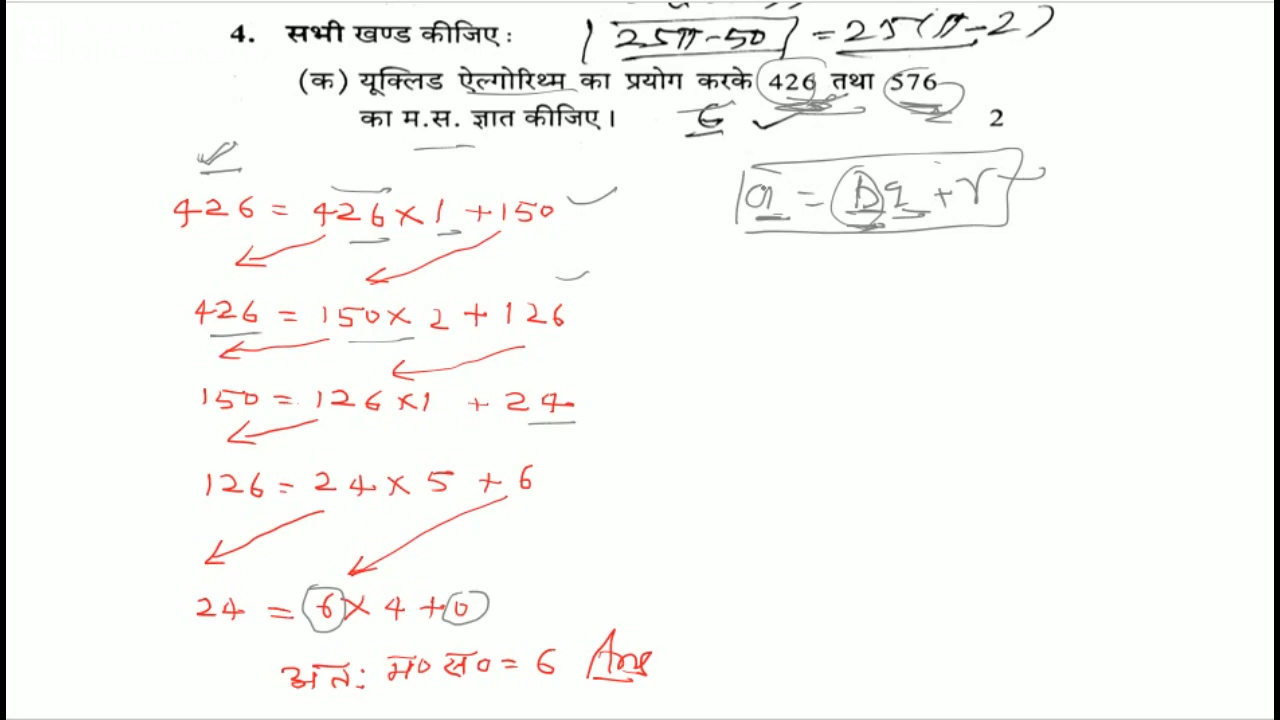 4. सभी खण्ड कीजिए : | 25π-50 | = 25(π-2)
(क) यूक्लिड ऐल्गोरिथ्म का प्रयोग करके 426 तथा 576
का म.स. ज्ञात कीजिए। 6 ✓ 2
a = bq + r
426 = 426 × 1 + 150
426 = 150 × 2 + 126
150 = 126 × 1 + 24
126 = 24 × 5 + 6
24 = 6 × 4 + 0
अतः म० स० = 6 Ans